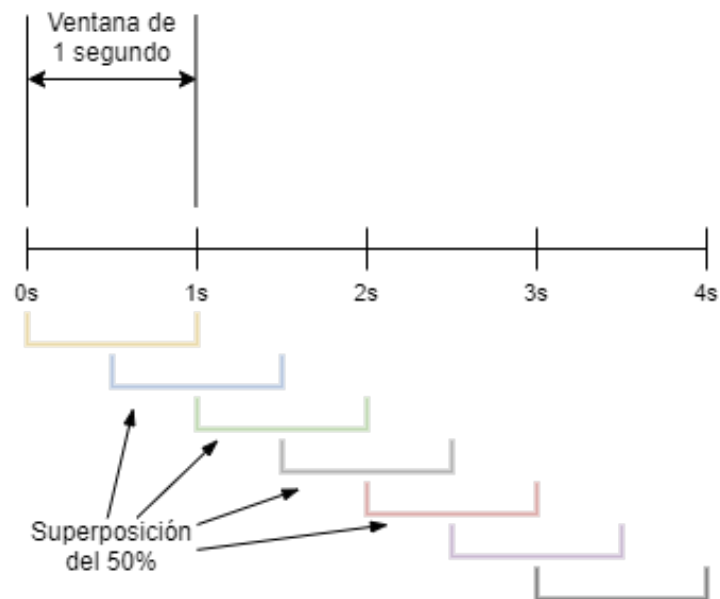 Ventana de
1 segundo
0s 1s 2s 3s 4s
Superposición
del 50%